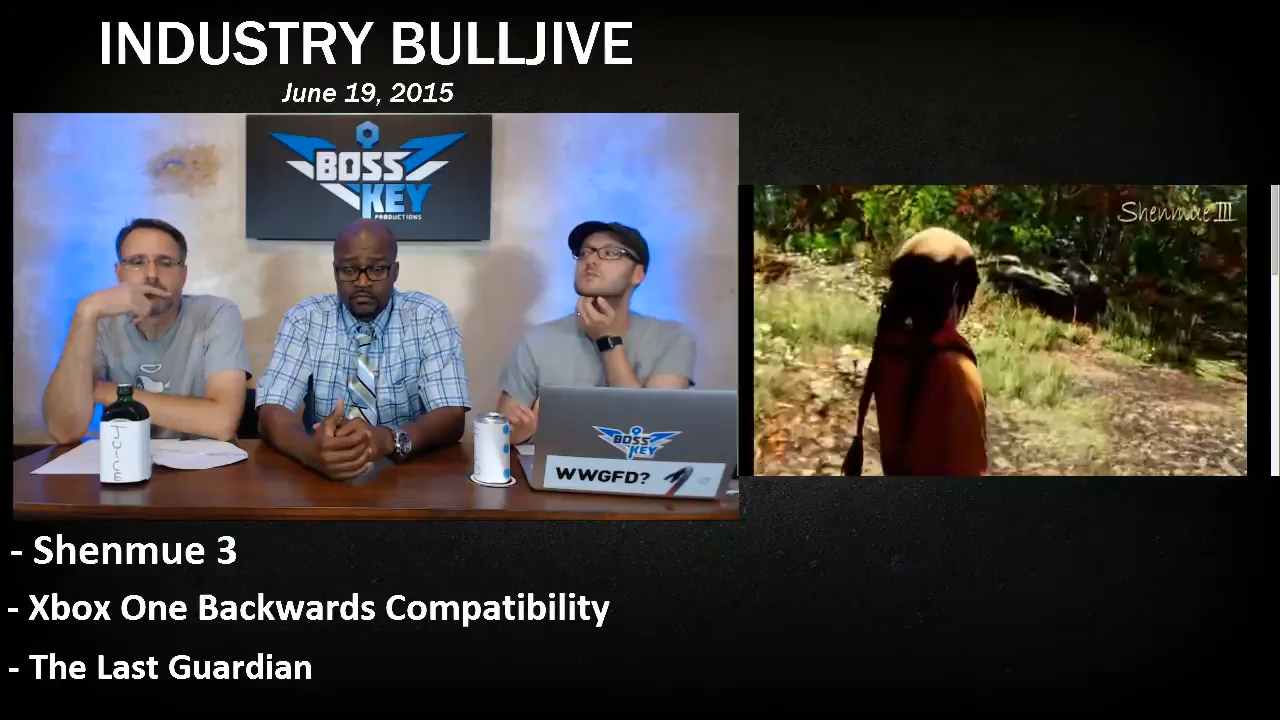 INDUSTRY BULLJIVE
June 19, 2015
BOSS
KEY
PRODUCTIONS
Shenmue III
JUICE
BOSS
KEY
WWGFD?
- Shenmue 3
- Xbox One Backwards Compatibility
- The Last Guardian